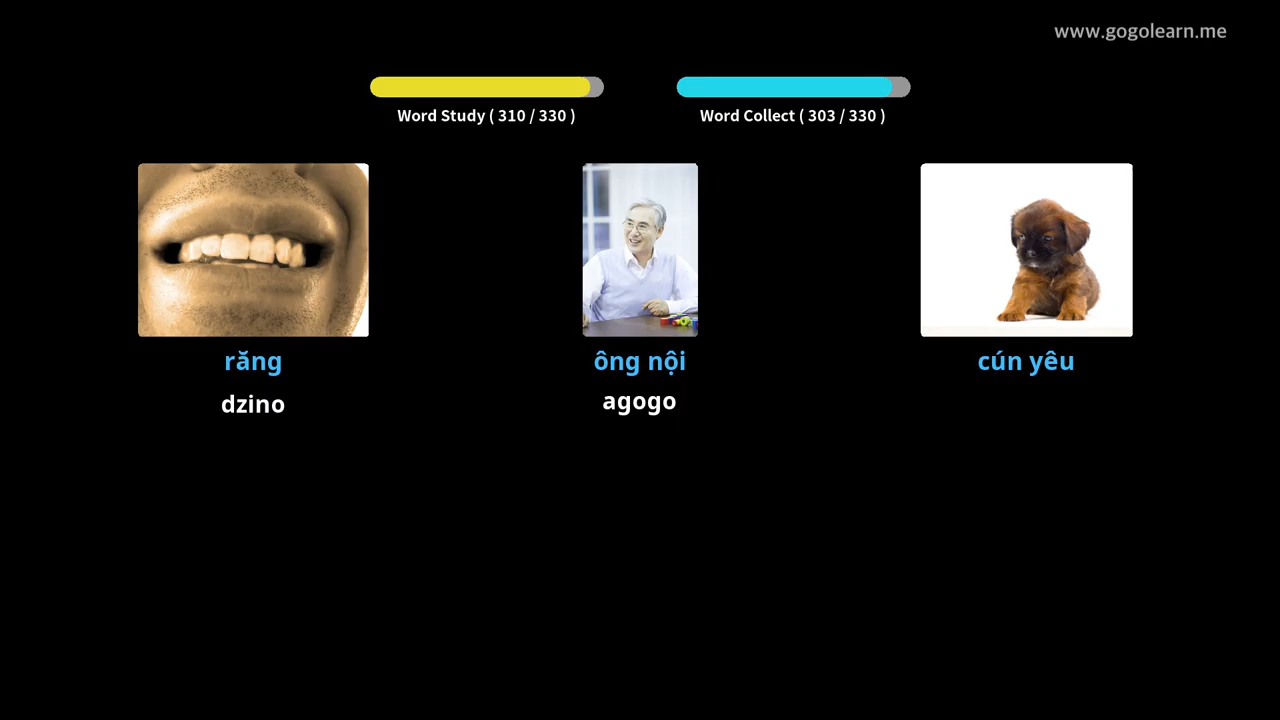 www.gogolearn.me
Word Study ( 310 / 330 )
Word Collect ( 303 / 330 )
răng
ông nội
cún yêu
dzino
agogo